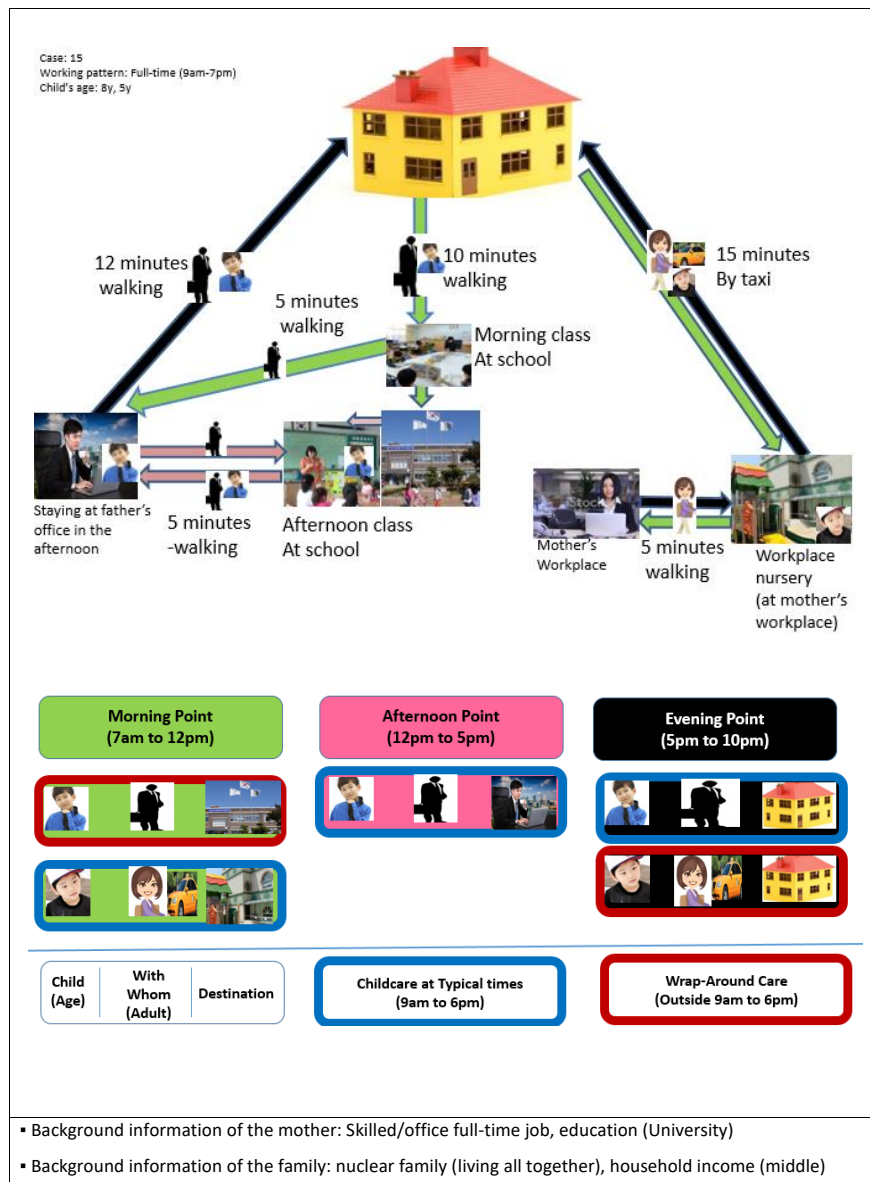 Case: 15
Working pattern: Full-time (9am-7pm)
Child's age: 8y, 5y
12 minutes
walking
10 minutes
walking
15 minutes
By taxi
5 minutes
walking
Morning class
At school
Staying at father's
office in the
afternoon
5 minutes
-walking
Afternoon class
At school
Mother's
Workplace
5 minutes
walking
Workplace
nursery
(at mother's
workplace)
Morning Point
(7am to 12pm)
Afternoon Point
(12pm to 5pm)
Evening Point
(5pm to 10pm)
Child
(Age)
With
Whom
(Adult)
Destination
Childcare at Typical times
(9am to 6pm)
Wrap-Around Care
(Outside 9am to 6pm)
▪ Background information of the mother: Skilled/office full-time job, education (University)
▪ Background information of the family: nuclear family (living all together), household income (middle)